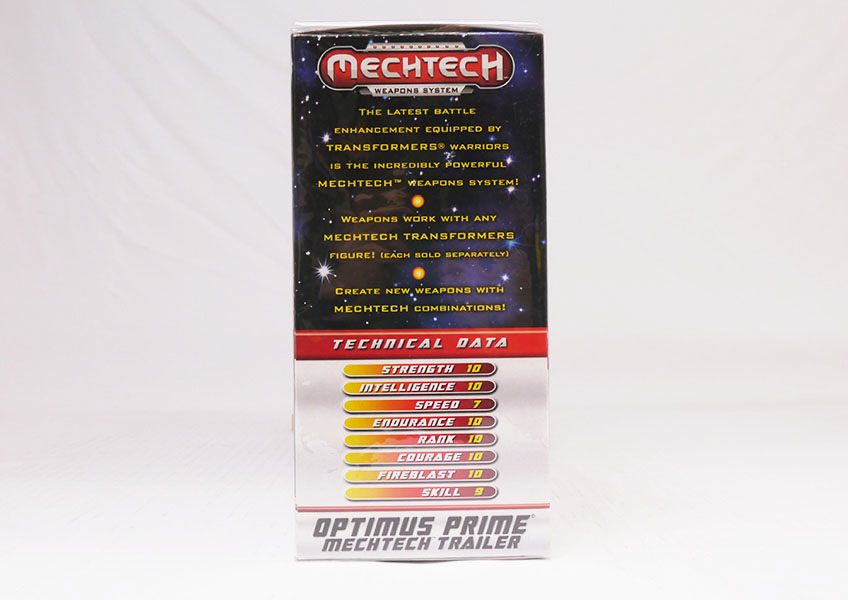 MECHTECH™
WEAPONS SYSTEM
THE LATEST BATTLE
ENHANCEMENT EQUIPPED BY
TRANSFORMERS® WARRIORS
IS THE INCREDIBLY POWERFUL
MECHTECH™ WEAPONS SYSTEM!
WEAPONS WORK WITH ANY
MECHTECH TRANSFORMERS
FIGURE! (EACH SOLD SEPARATELY)
CREATE NEW WEAPONS WITH
MECHTECH COMBINATIONS!
TECHNICAL DATA
STRENGTH 10
INTELLIGENCE 10
SPEED 7
ENDURANCE 10
RANK 10
COURAGE 10
FIREBLAST 10
SKILL 9
OPTIMUS PRIME®
MECHTECH TRAILER